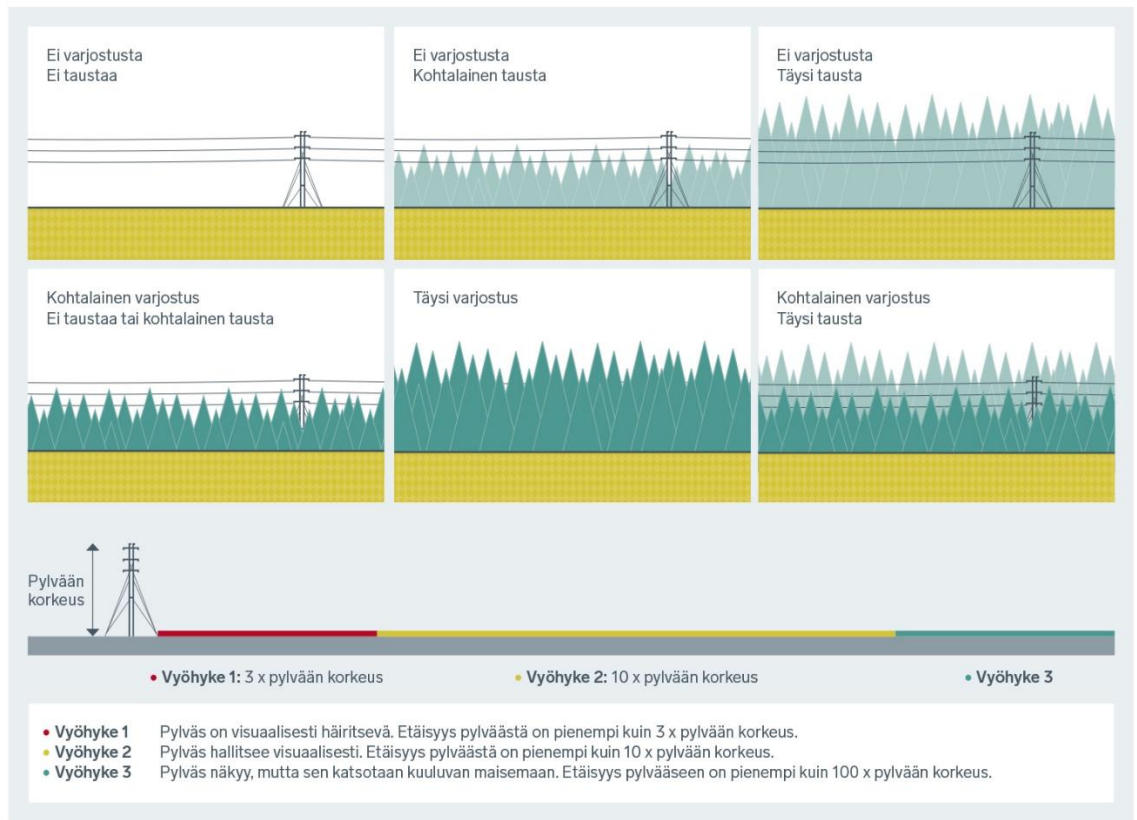 Ei varjostusta
Ei taustaa
Ei varjostusta
Kohtalainen tausta
Ei varjostusta
Täysi tausta
Kohtalainen varjostus
Ei taustaa tai kohtalainen tausta
Täysi varjostus
Kohtalainen varjostus
Täysi tausta
Pylvään
korkeus
• Vyöhyke 1: 3 x pylvään korkeus
• Vyöhyke 2: 10 x pylvään korkeus
• Vyöhyke 3
• Vyöhyke 1 Pylväs on visuaalisesti häiritsevä. Etäisyys pylväästä on pienempi kuin 3 x pylvään korkeus.
• Vyöhyke 2 Pylväs hallitsee visuaalisesti. Etäisyys pylväästä on pienempi kuin 10 x pylvään korkeus.
• Vyöhyke 3 Pylväs näkyy, mutta sen katsotaan kuuluvan maisemaan. Etäisyys pylvääseen on pienempi kuin 100 x pylvään korkeus.